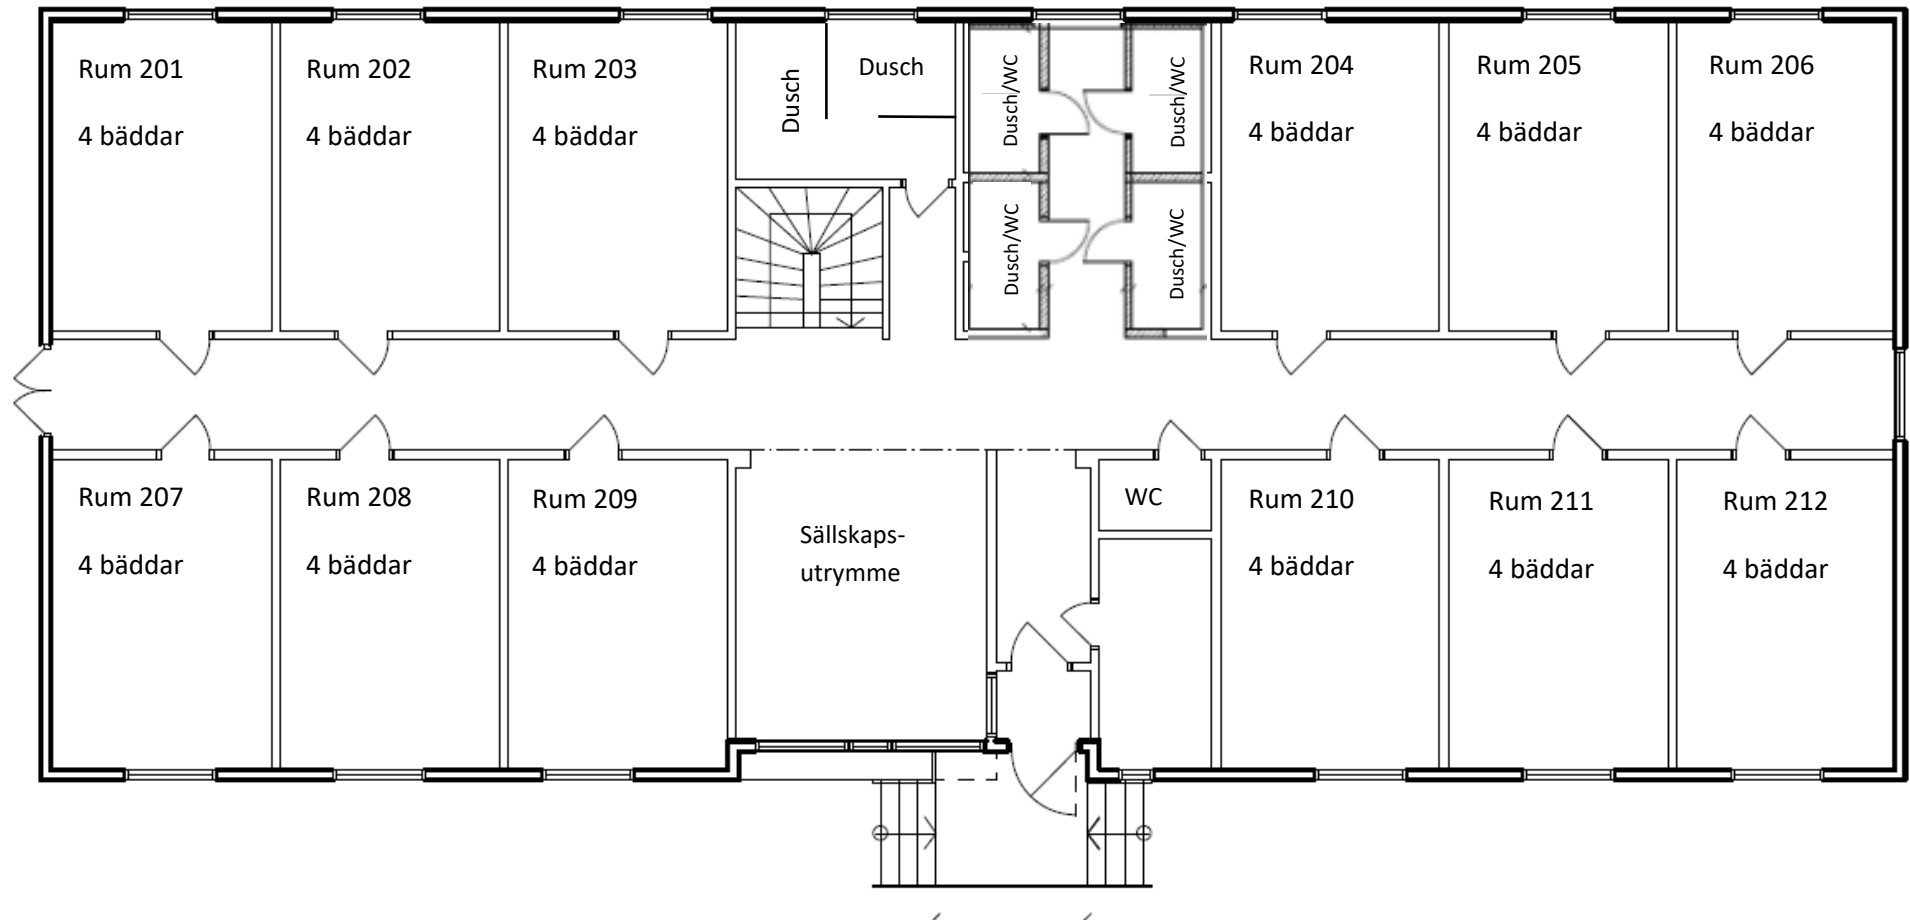 Rum 201
4 bäddar
Rum 202
4 bäddar
Rum 203
4 bäddar
Dusch
Dusch
Dusch/WC
Dusch/WC
Dusch/WC
Dusch/WC
Rum 204
4 bäddar
Rum 205
4 bäddar
Rum 206
4 bäddar
Rum 207
4 bäddar
Rum 208
4 bäddar
Rum 209
4 bäddar
Sällskaps-
utrymme
WC
Rum 210
4 bäddar
Rum 211
4 bäddar
Rum 212
4 bäddar